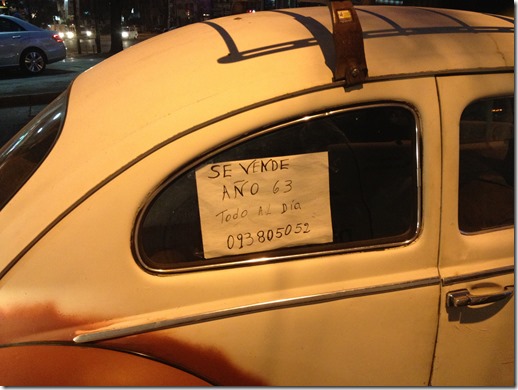 SE VENDE
AÑO 63
TODO AL DÍA
093805052